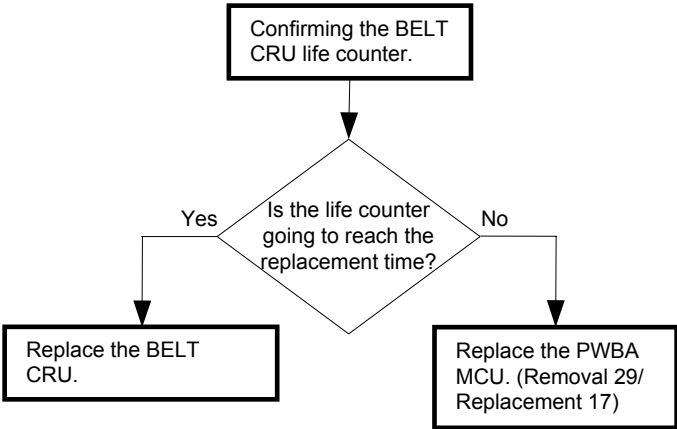 Confirming the BELT
CRU life counter.
Is the life counter
going to reach the
replacement time?
Yes
No
Replace the BELT
CRU.
Replace the PWBA
MCU. (Removal 29/
Replacement 17)